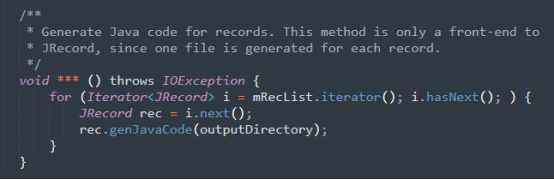 /**
* Generate Java code for records. This method is only a front-end to
* JRecord, since one file is generated for each record.
*/
void *** () throws IOException {
for (Iterator<JRecord> i = mRecList.iterator(); i.hasNext(); ) {
JRecord rec = i.next();
rec.genJavaCode(outputDirectory);
}
}